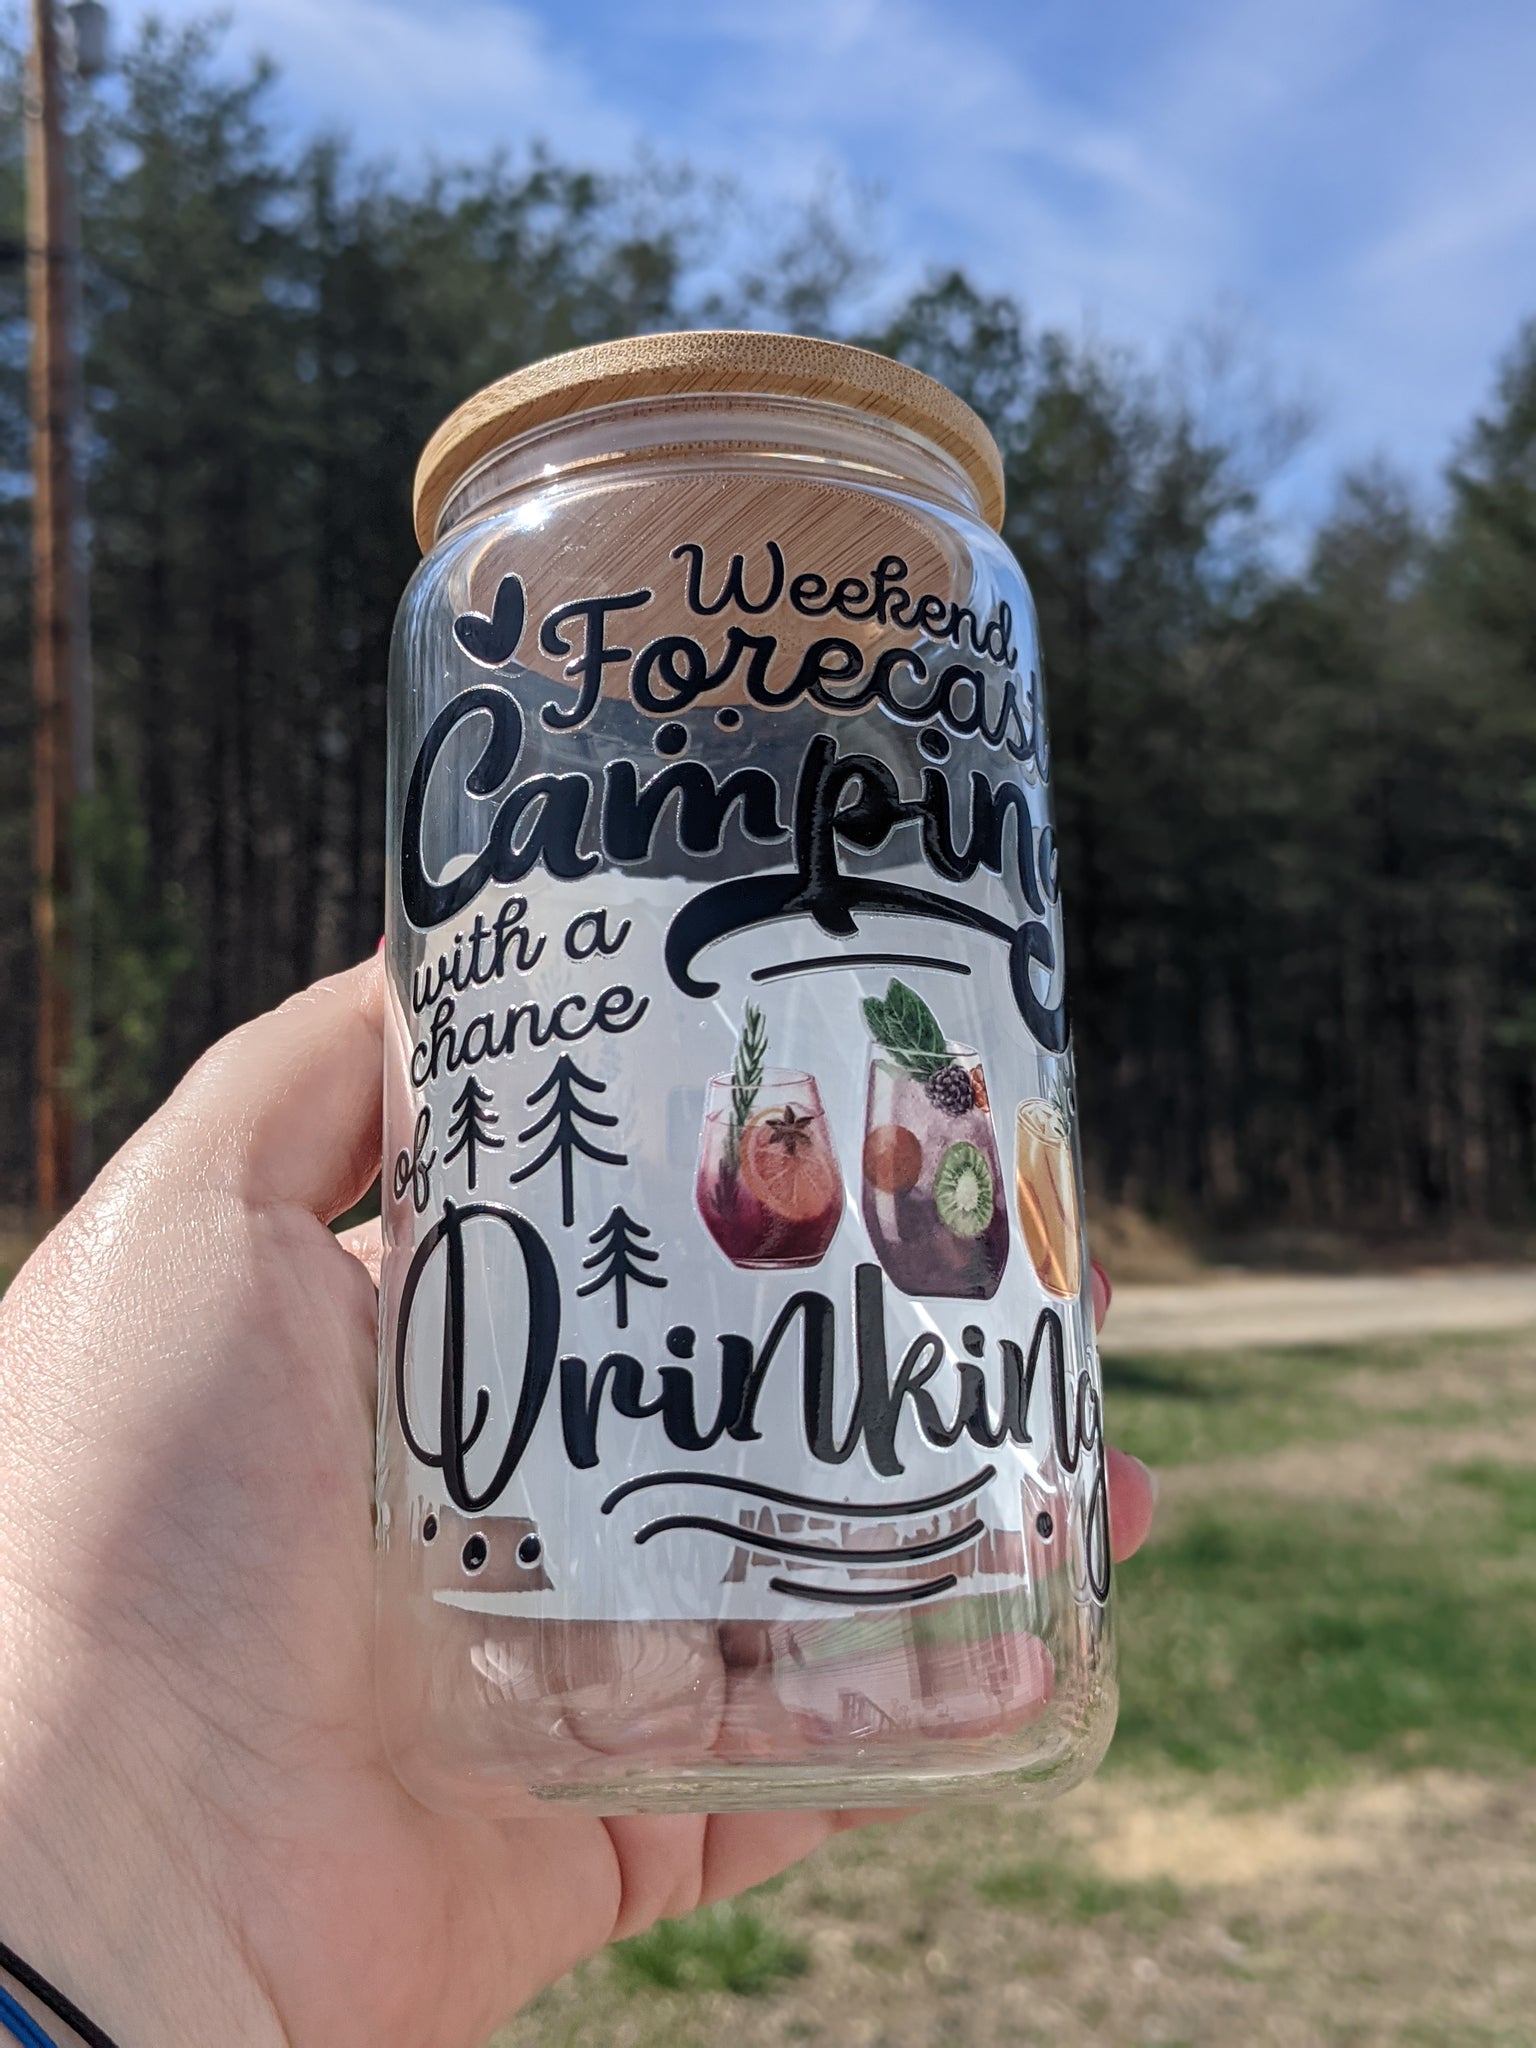 Weekend
Forecast
Camping
with a
chance
of
Drinking